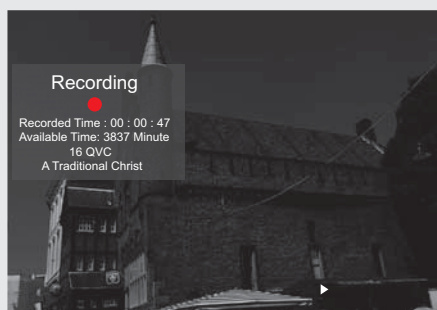 Recording
Recorded Time : 00 : 00 : 47
Available Time: 3837 Minute
16 QVC
A Traditional Christ